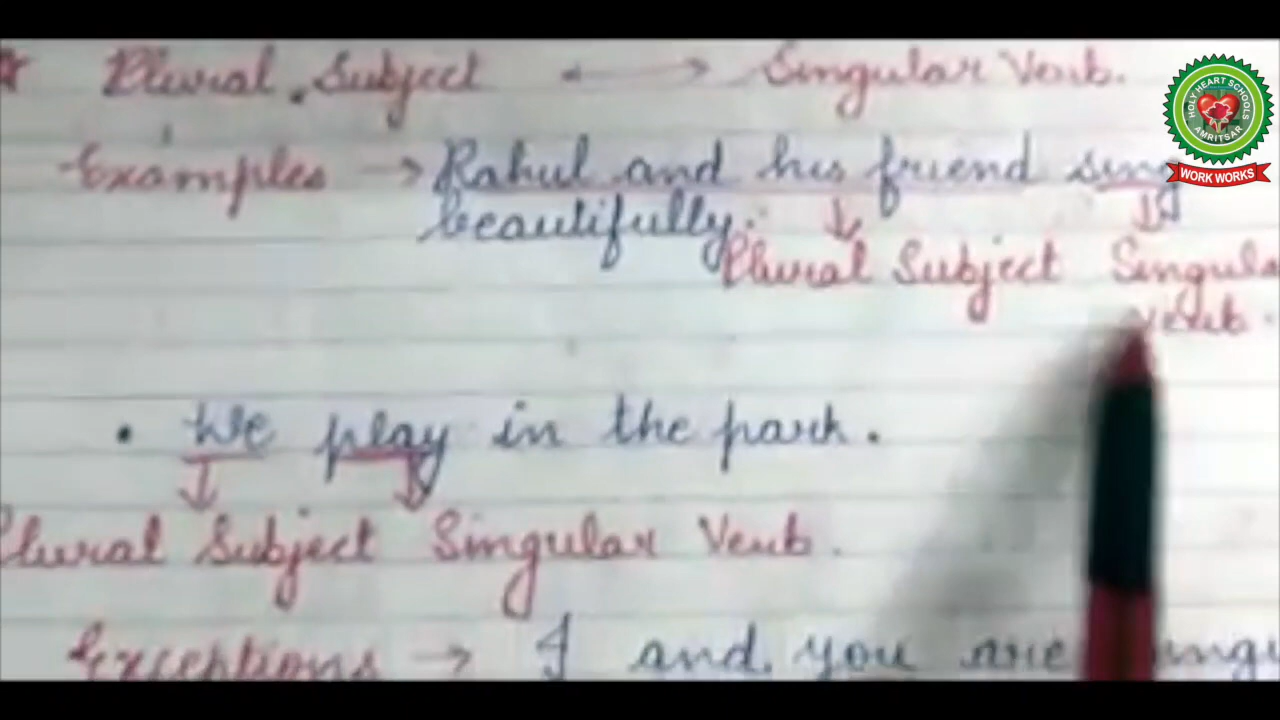 Plural Subject ↔ Singular Verb.
Examples → Rahul and his friend sing
beautifully.
Plural Subject Singula
verb.
• We play in the park.
Plural Subject Singular Verb.
Exceptions → I and you are
HOLY HEART SCHOOLS
AMRITSAR
WORK WORKS